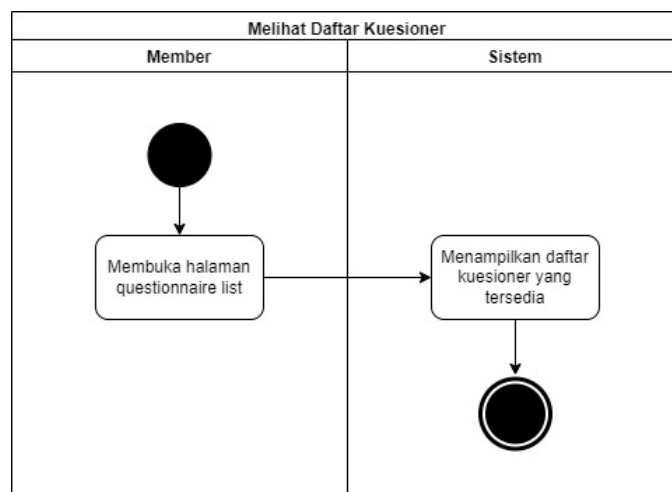 Melihat Daftar Kuesioner
Member
Sistem
Membuka halaman
questionnaire list
Menampilkan daftar
kuesioner yang
tersedia